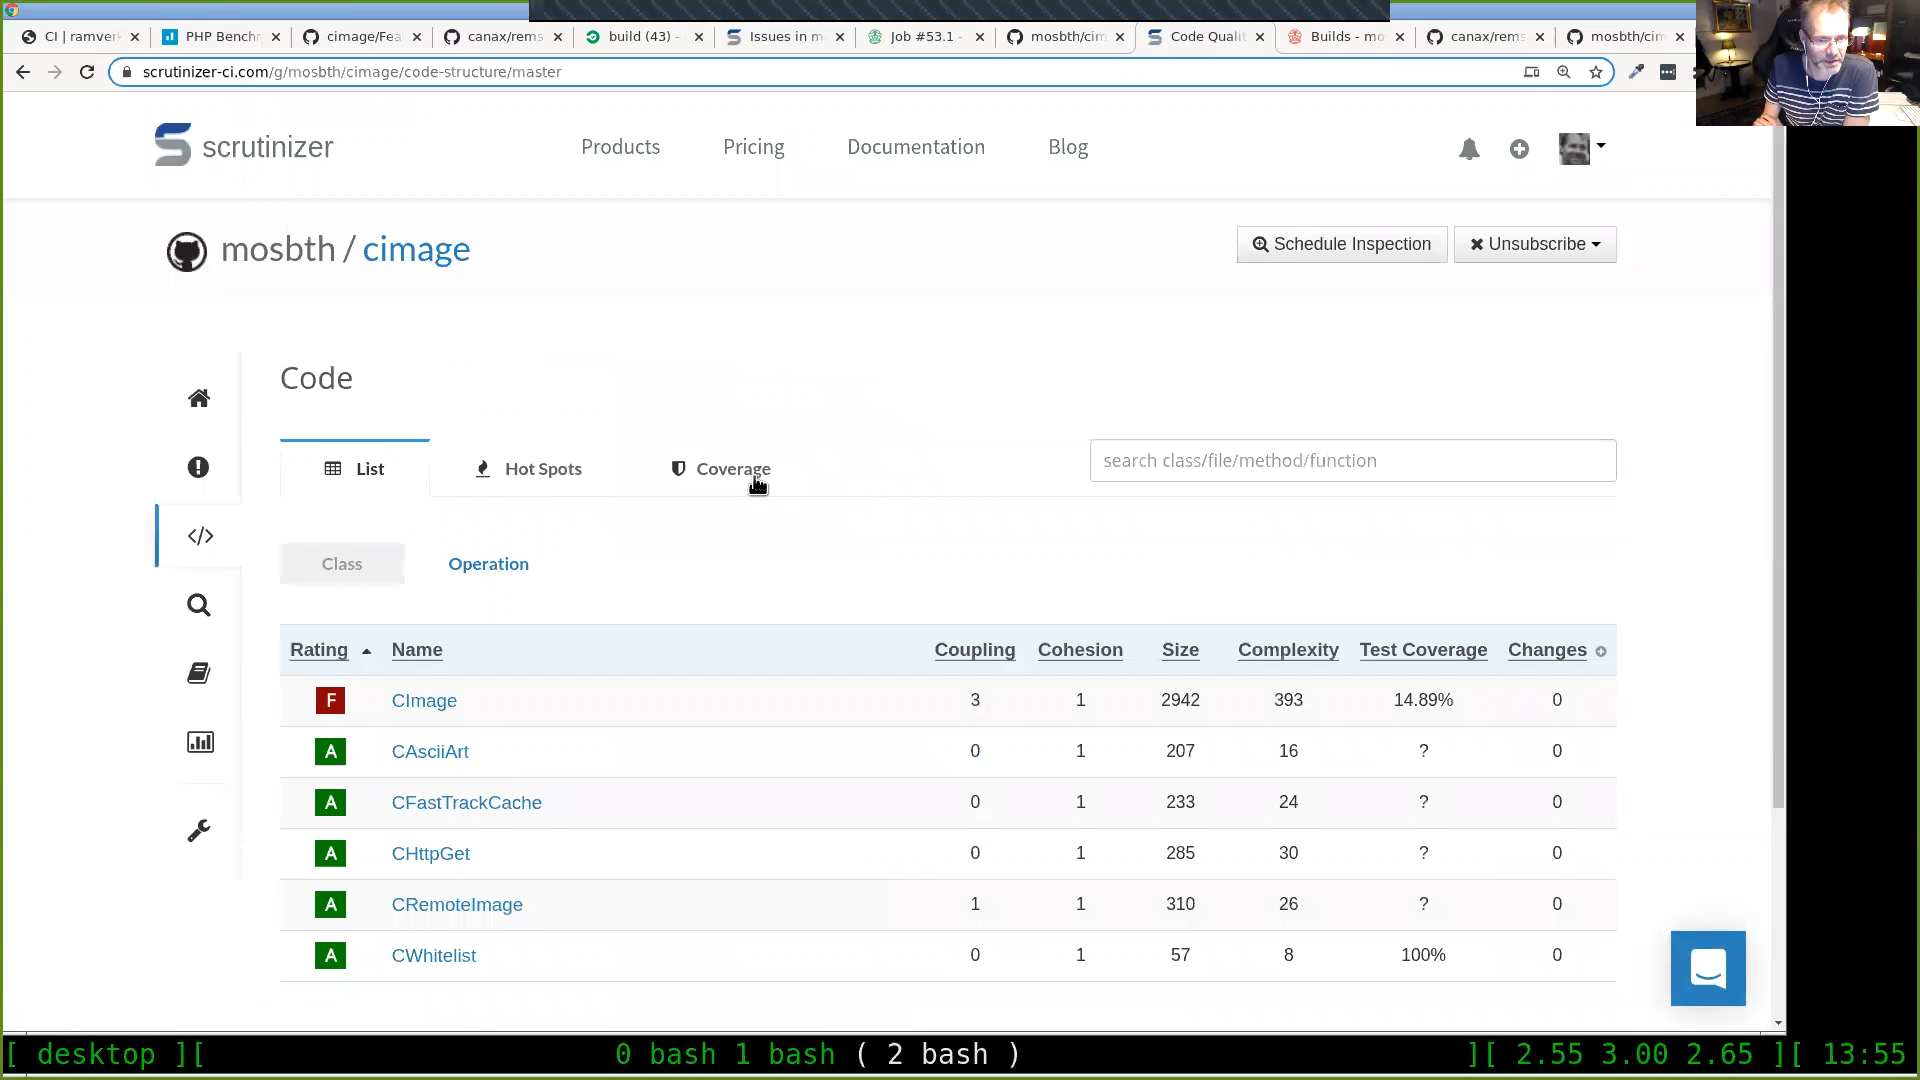 CI | ramverk
PHP Bench
cimage/Fea
canax/rems
build (43) -
Issues in m
Job #53.1 -
mosbth/cim
Code Qualit
Builds - mo
canax/rems
mosbth/cim
scrutinizer-ci.com/g/mosbth/cimage/code-structure/master
scrutinizer
Products Pricing Documentation Blog
mosbth / cimage
Schedule Inspection
Unsubscribe
Code
List Hot Spots Coverage
search class/file/method/function
Class Operation
Rating Name Coupling Cohesion Size Complexity Test Coverage Changes
F CImage 3 1 2942 393 14.89% 0
A CAsciiArt 0 1 207 16 ? 0
A CFastTrackCache 0 1 233 24 ? 0
A CHttpGet 0 1 285 30 ? 0
A CRemoteImage 1 1 310 26 ? 0
A CWhitelist 0 1 57 8 100% 0
[ desktop ][ 0 bash 1 bash ( 2 bash ) ][ 2.55 3.00 2.65 ][ 13:55